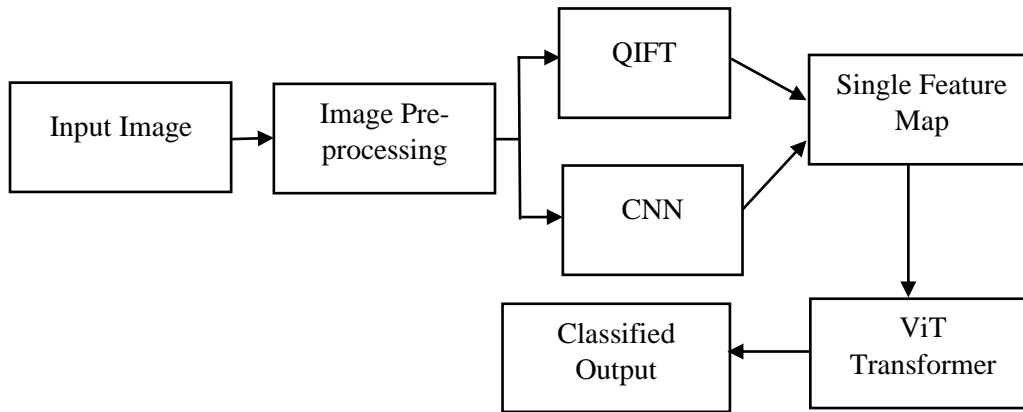 Input Image
Image Pre-
processing
QIFT
CNN
Single Feature
Map
ViT
Transformer
Classified
Output